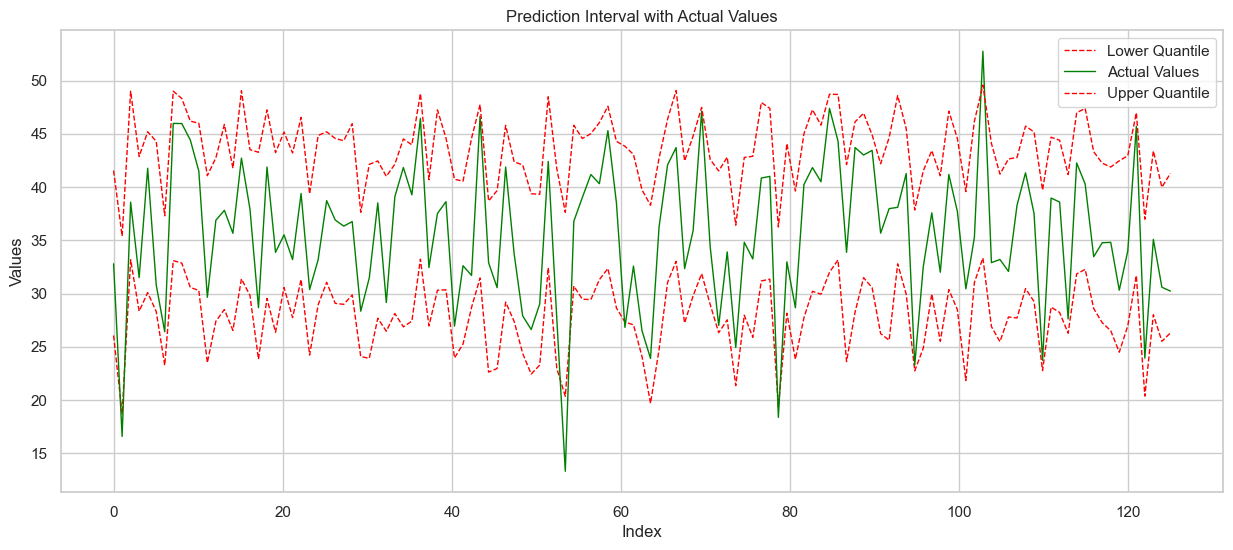 Prediction Interval with Actual Values
Lower Quantile
Actual Values
Upper Quantile
Values
50
45
40
35
30
25
20
15
0
20
40
60
80
100
120
Index